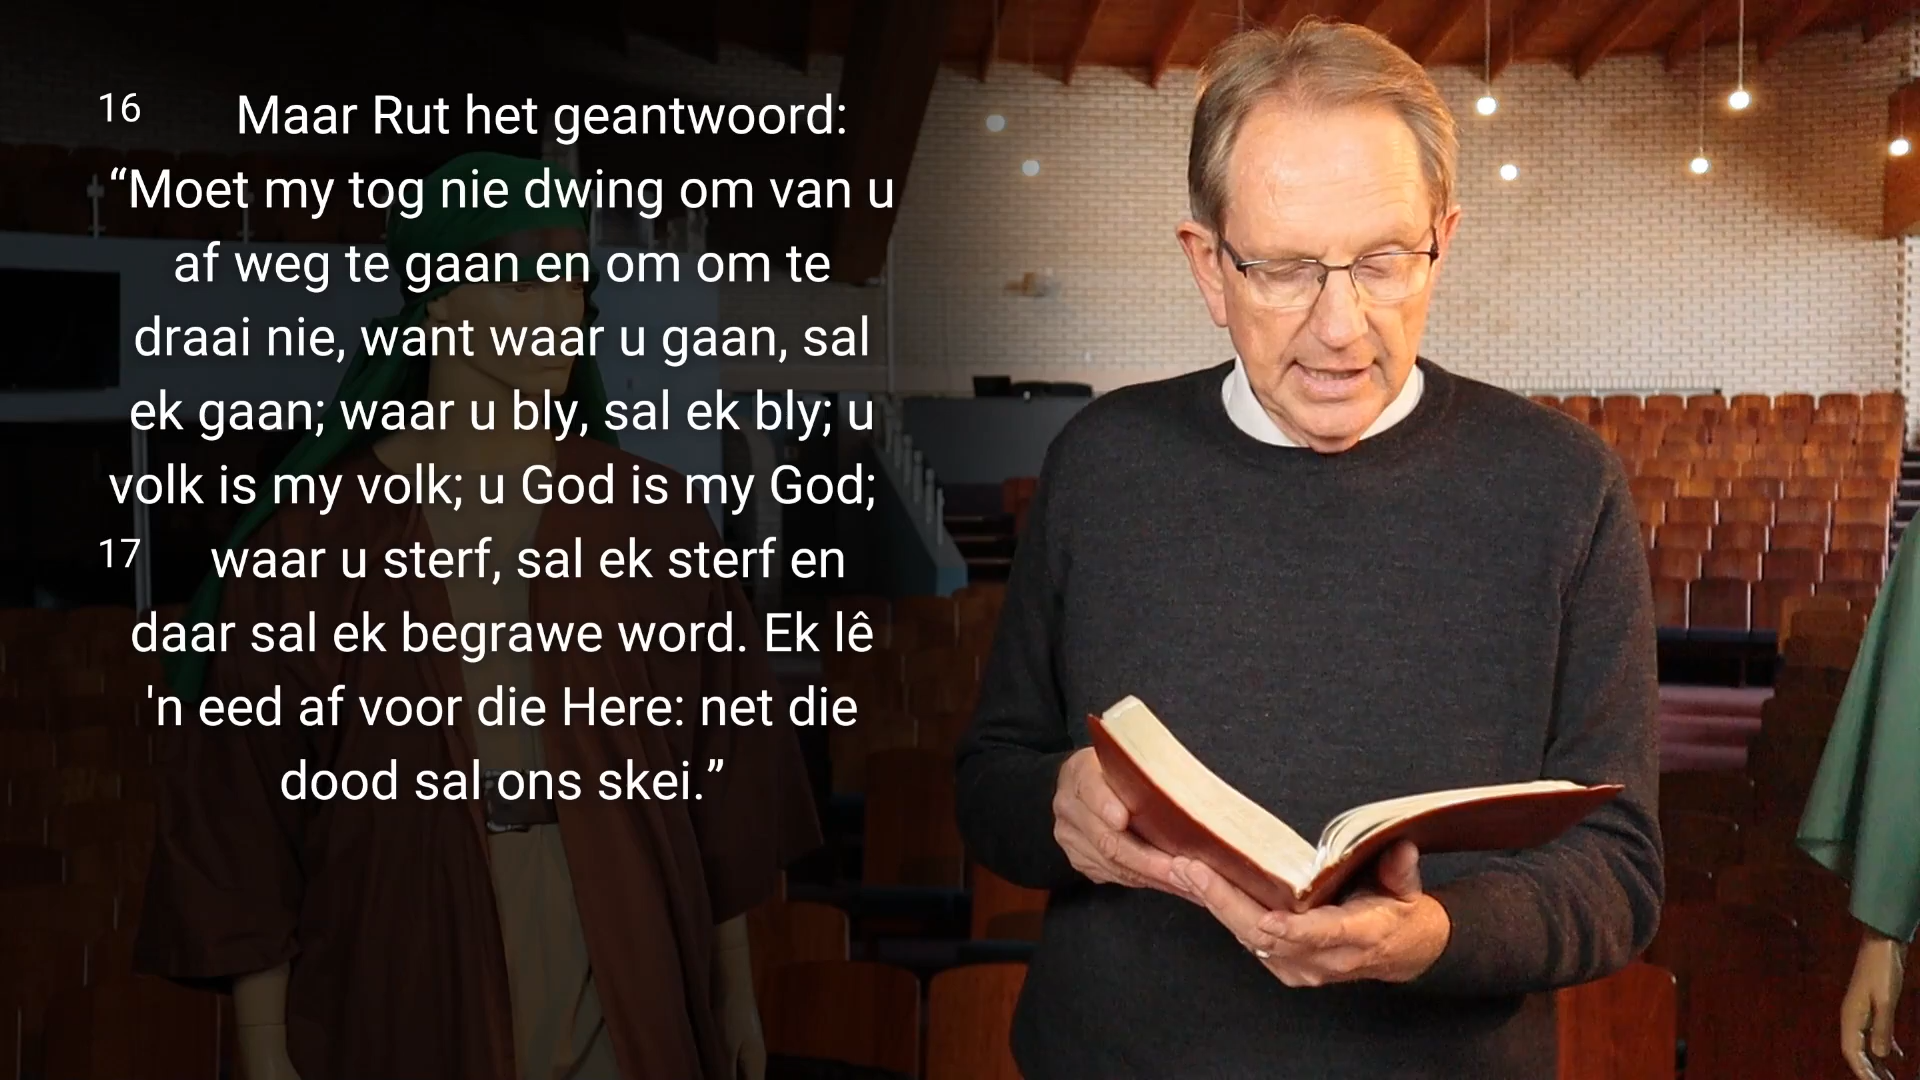 16 Maar Rut het geantwoord:
“Moet my tog nie dwing om van u
af weg te gaan en om om te
draai nie, want waar u gaan, sal
ek gaan; waar u bly, sal ek bly; u
volk is my volk; u God is my God;
17 waar u sterf, sal ek sterf en
daar sal ek begrawe word. Ek lê
'n eed af voor die Here: net die
dood sal ons skei.”